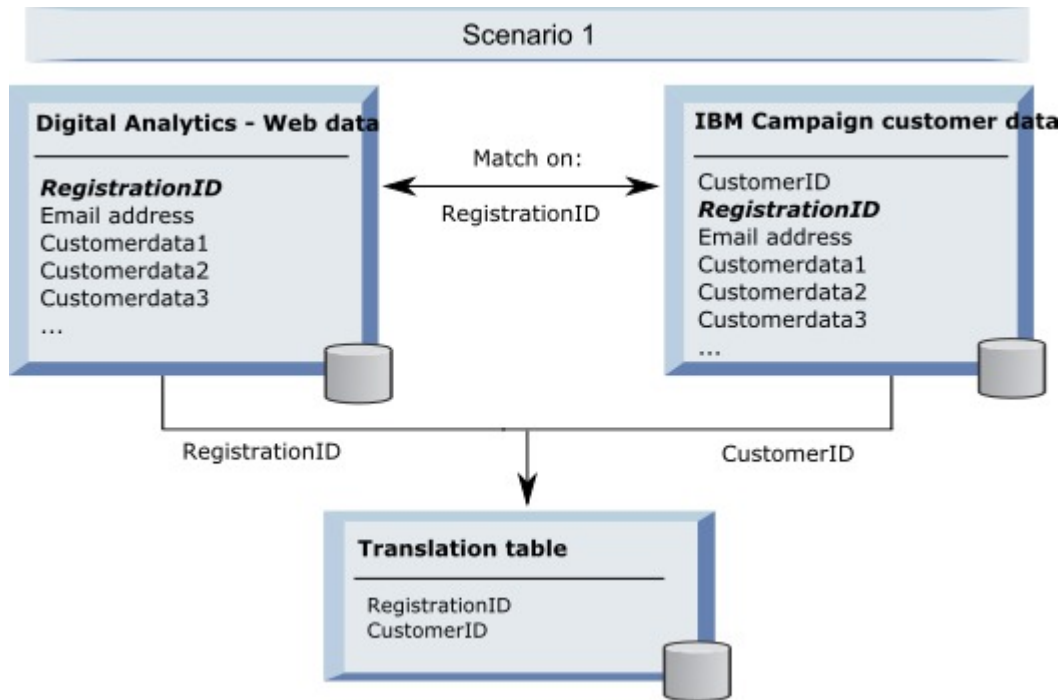 Scenario 1
Digital Analytics - Web data
RegistrationID
Email address
Customerdata1
Customerdata2
Customerdata3
...
Match on:
RegistrationID
IBM Campaign customer data
CustomerID
RegistrationID
Email address
Customerdata1
Customerdata2
Customerdata3
...
RegistrationID
CustomerID
Translation table
RegistrationID
CustomerID